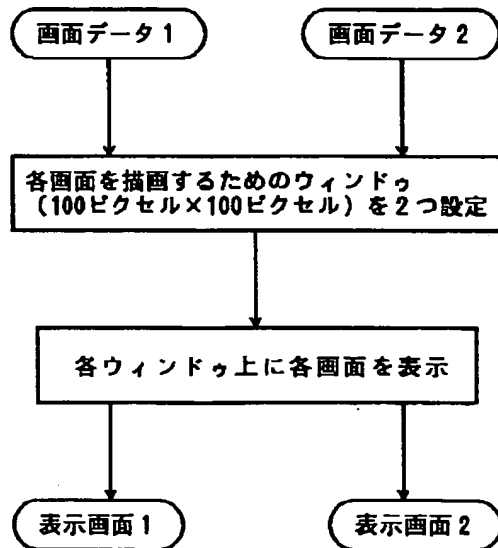 画面データ1
画面データ2
各画面を描画するためのウィンドゥ
(100ピクセル×100ピクセル)を2つ設定
各ウィンドゥ上に各画面を表示
表示画面1
表示画面2